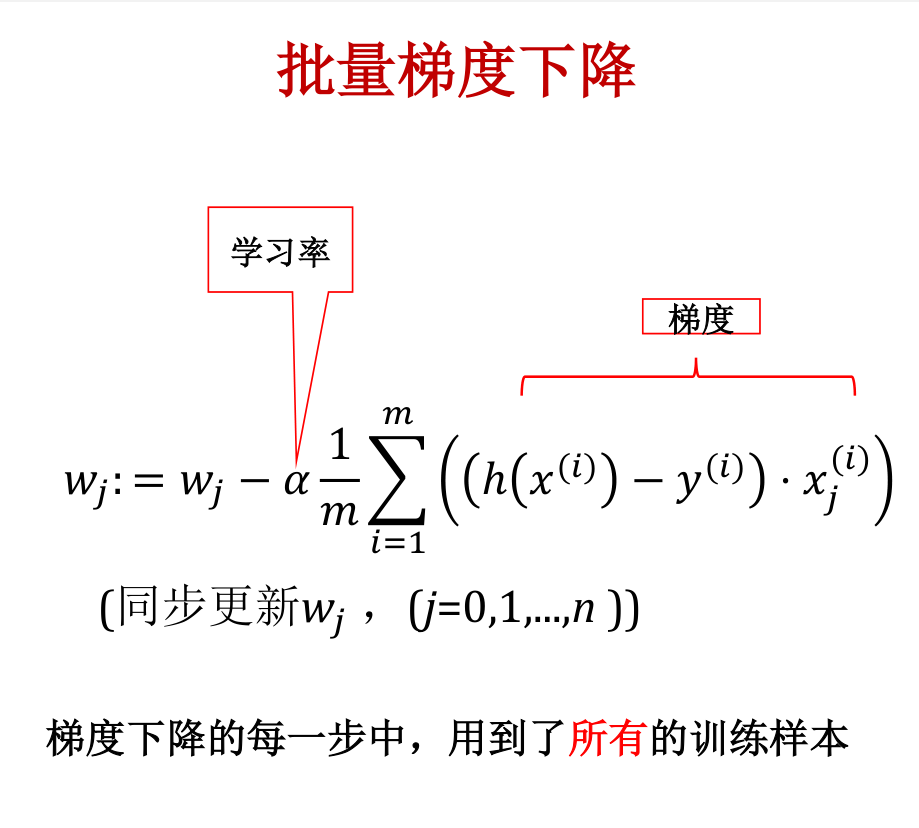 批量梯度下降
学习率
梯度
w_j := w_j − α \frac{1}{m} \sum_{i=1}^{m} ((h(x^{(i)}) − y^{(i)}) · x_j^{(i)})
(同步更新w_j ，(j=0,1,...,n ))
梯度下降的每一步中，用到了所有的训练样本